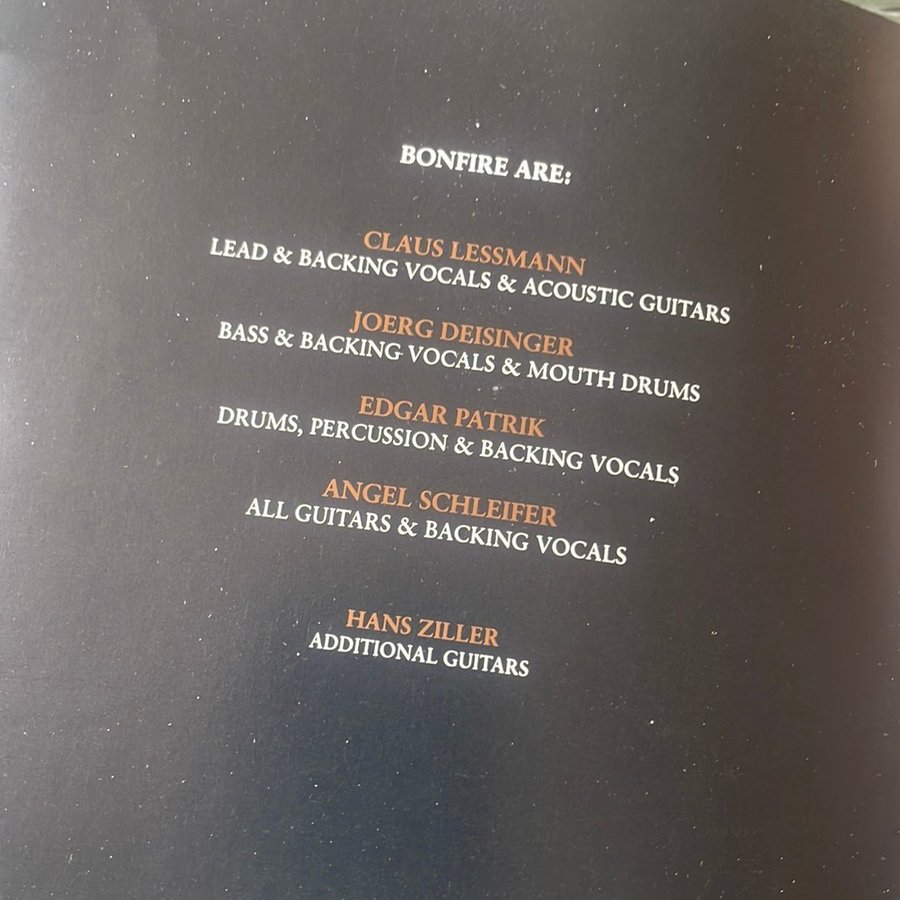 BONFIRE ARE:
CLAUS LESSMANN
LEAD & BACKING VOCALS & ACOUSTIC GUITARS
JOERG DEISINGER
BASS & BACKING VOCALS & MOUTH DRUMS
EDGAR PATRIK
DRUMS, PERCUSSION & BACKING VOCALS
ANGEL SCHLEIFER
ALL GUITARS & BACKING VOCALS
HANS ZILLER
ADDITIONAL GUITARS